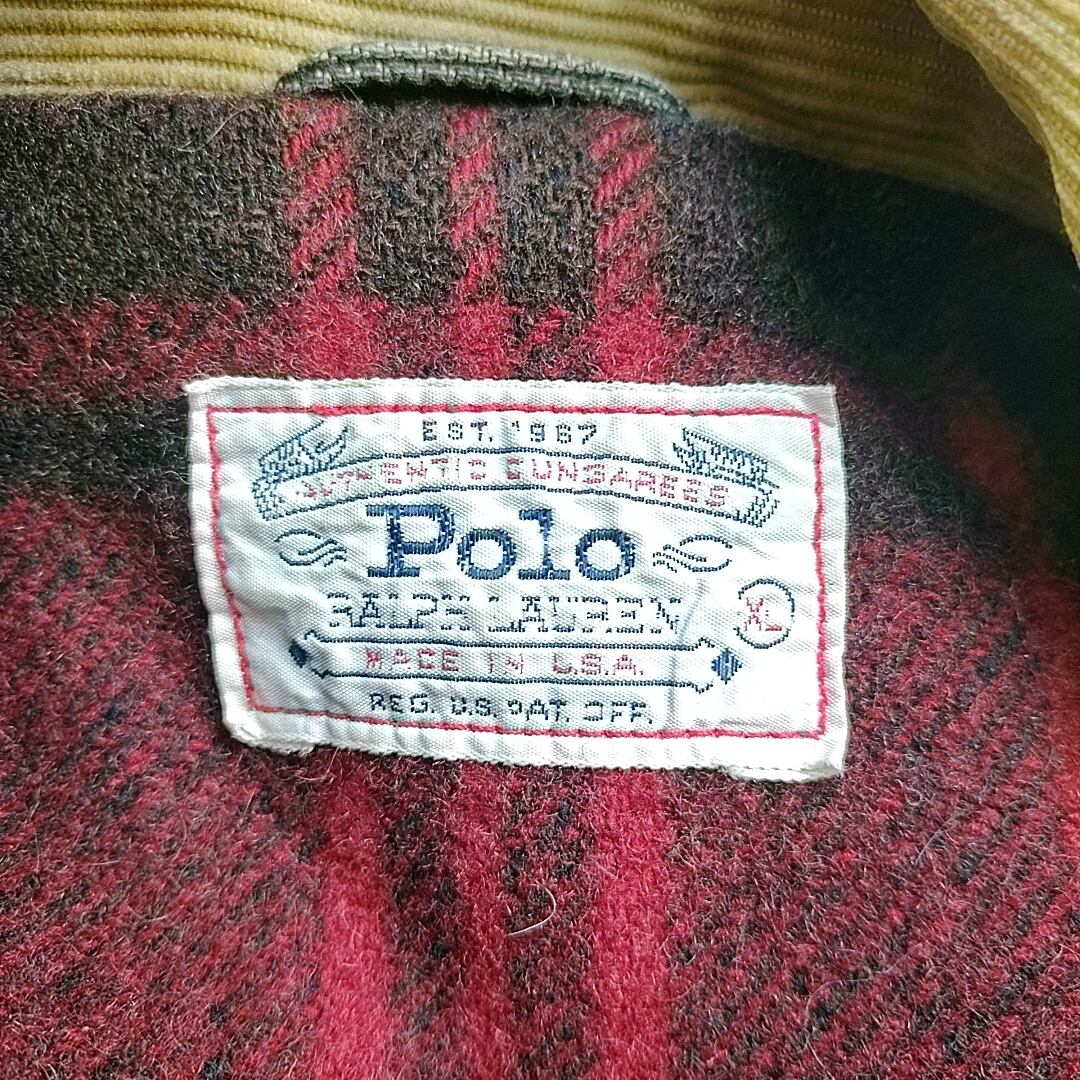 EST. 1967
AUTHENTIC DUNGAREES
Polo
RALPH LAUREN
XL
MADE IN U.S.A.
REG. U.S. PAT. OFF.